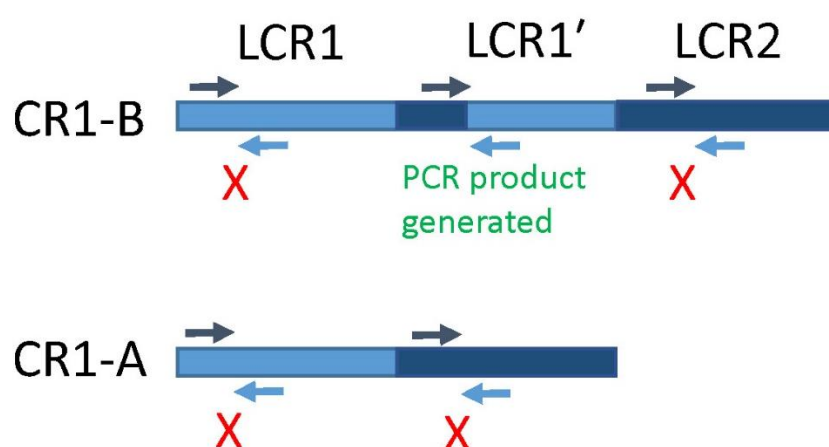 LCR1 LCR1′ LCR2
CR1-B
X X
PCR product
generated
CR1-A
X X